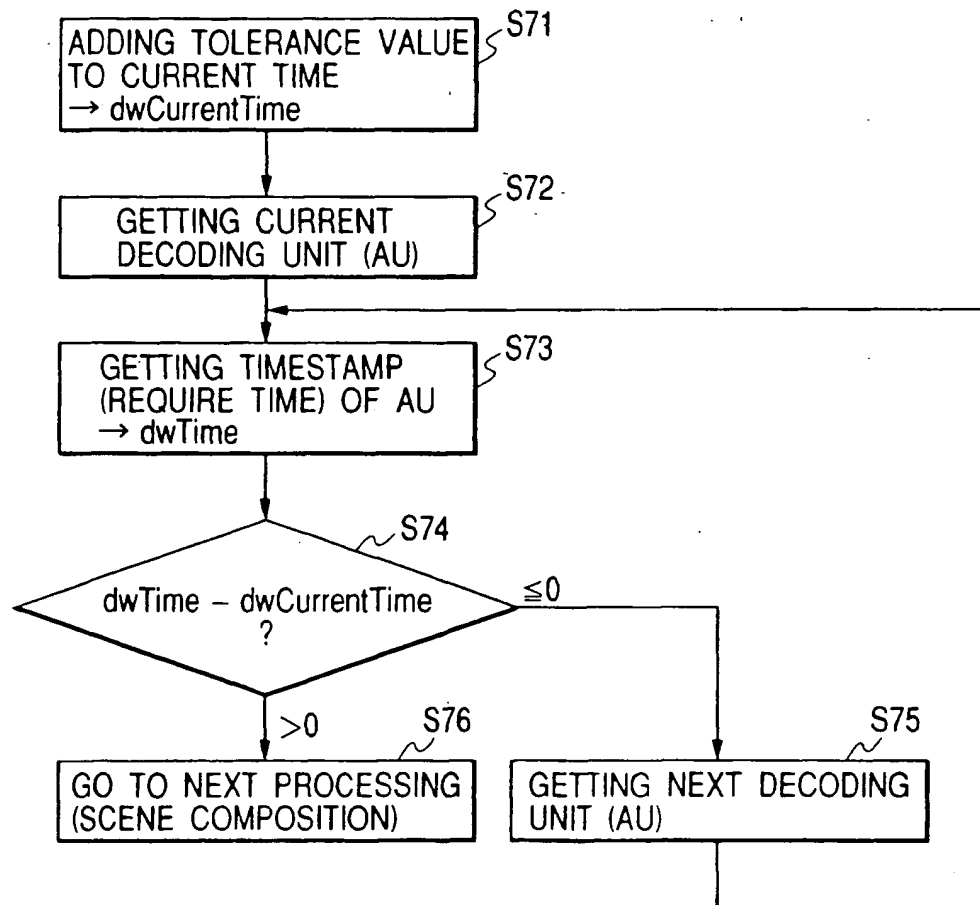 S71
ADDING TOLERANCE VALUE
TO CURRENT TIME
→ dwCurrentTime
S72
GETTING CURRENT
DECODING UNIT (AU)
S73
GETTING TIMESTAMP
(REQUIRE TIME) OF AU
→ dwTime
S74
dwTime – dwCurrentTime
?
≦0
>0
S76
GO TO NEXT PROCESSING
(SCENE COMPOSITION)
S75
GETTING NEXT DECODING
UNIT (AU)